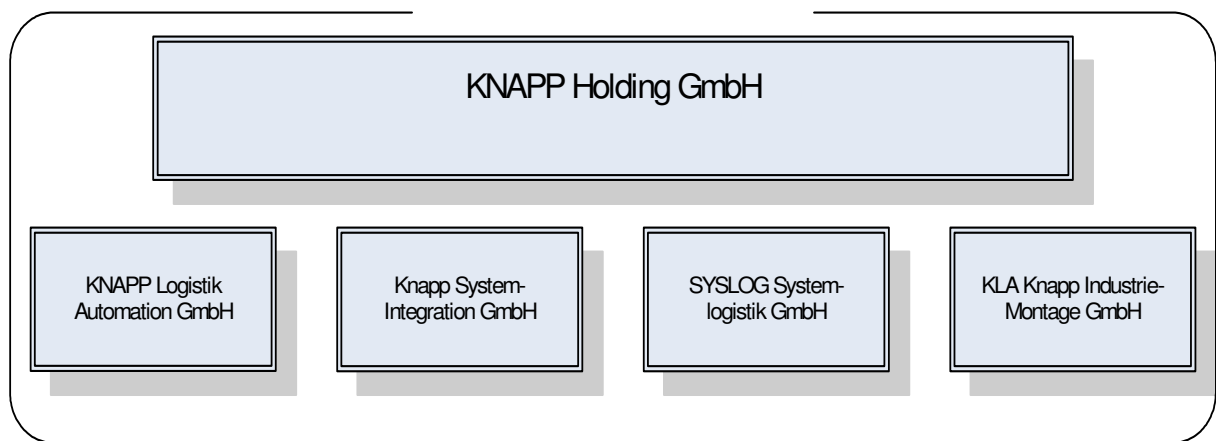 KNAPP Holding GmbH
KNAPP Logistik
Automation GmbH
Knapp System-
Integration GmbH
SYSLOG System-
logistik GmbH
KLA Knapp Industrie-
Montage GmbH